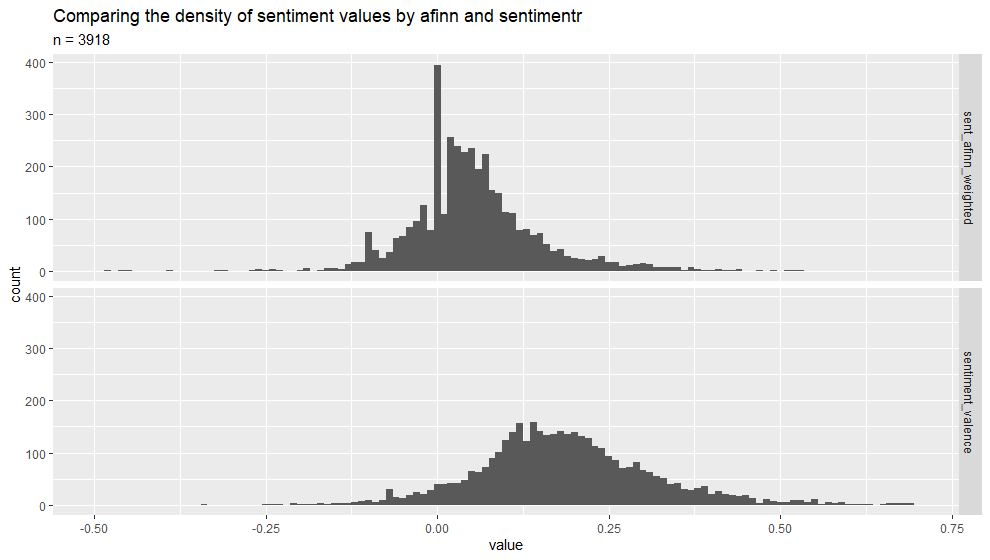 Comparing the density of sentiment values by afinn and sentimentr
n = 3918
400
300
200
100
0
sent_afinn_weighted
count
400
300
200
100
0
sentiment_valence
-0.50
-0.25
0.00
0.25
0.50
0.75
value